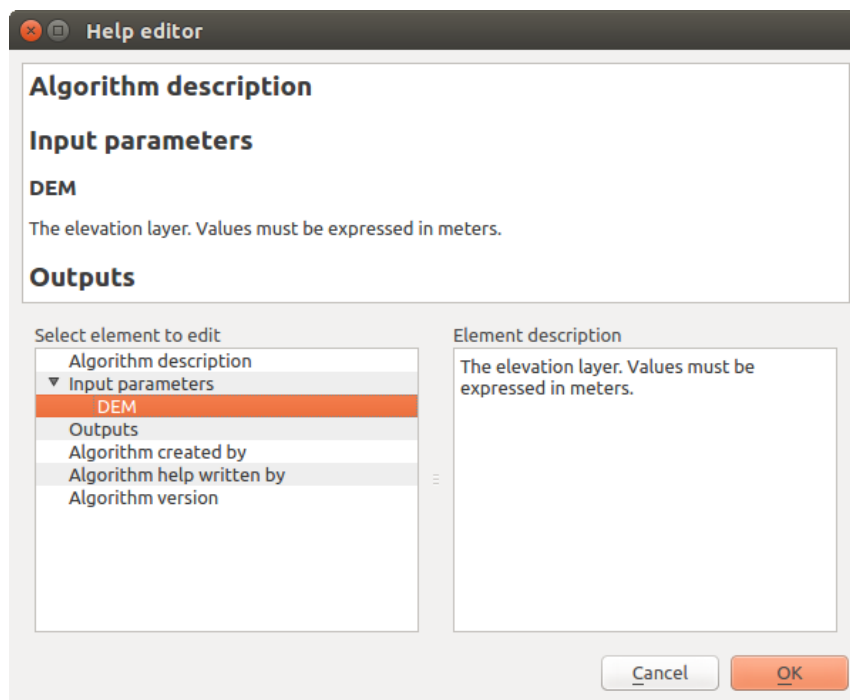 Help editor
Algorithm description
Input parameters
DEM
The elevation layer. Values must be expressed in meters.
Outputs
Select element to edit
Algorithm description
Input parameters
DEM
Outputs
Algorithm created by
Algorithm help written by
Algorithm version
Element description
The elevation layer. Values must be
expressed in meters.
Cancel
OK